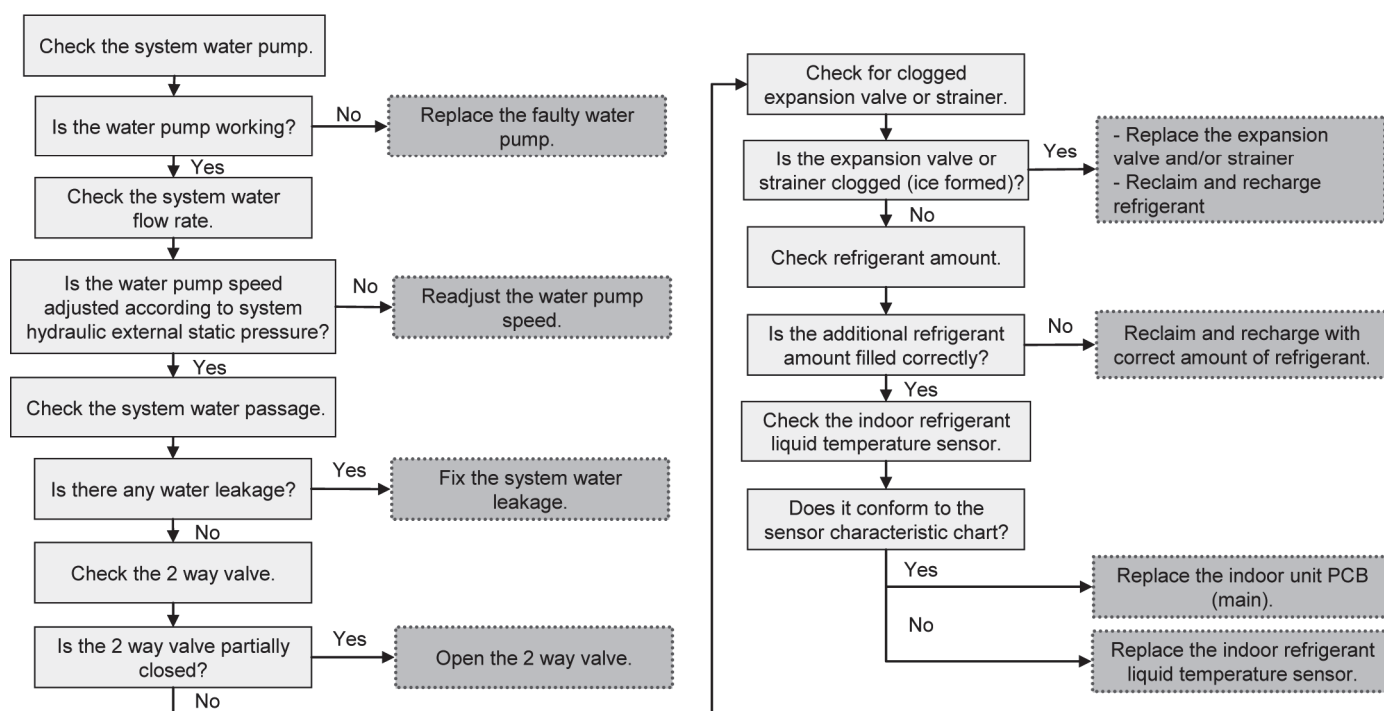 Check the system water pump.
Is the water pump working?
No
Replace the faulty water
pump.
Yes
Check the system water
flow rate.
Is the water pump speed
adjusted according to system
hydraulic external static pressure?
No
Readjust the water pump
speed.
Yes
Check the system water passage.
Is there any water leakage?
Yes
Fix the system water
leakage.
No
Check the 2 way valve.
Is the 2 way valve partially
closed?
Yes
Open the 2 way valve.
No
Check for clogged
expansion valve or strainer.
Is the expansion valve or
strainer clogged (ice formed)?
Yes
- Replace the expansion
valve and/or strainer
- Reclaim and recharge
refrigerant
No
Check refrigerant amount.
Is the additional refrigerant
amount filled correctly?
No
Reclaim and recharge with
correct amount of refrigerant.
Yes
Check the indoor refrigerant
liquid temperature sensor.
Does it conform to the
sensor characteristic chart?
Yes
Replace the indoor unit PCB
(main).
No
Replace the indoor refrigerant
liquid temperature sensor.